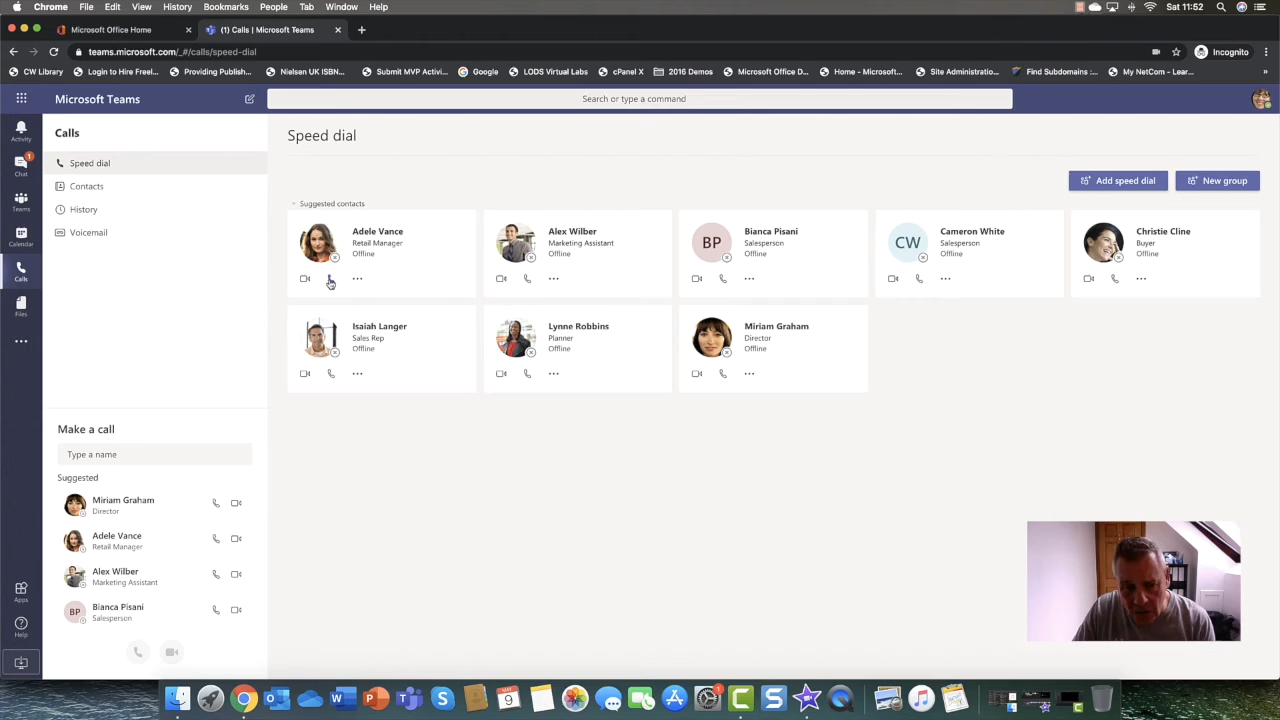 Chrome File Edit View History Bookmarks People Tab Window Help Sat 11:52
Microsoft Office Home (1) Calls | Microsoft Teams
teams.microsoft.com/_#/calls/speed-dial Incognito
CW Library Login to Hire Freel... Providing Publish... Nielsen UK ISBN... Submit MVP Activi... Google LODS Virtual Labs cPanel X 2016 Demos Microsoft Office D... Home - Microsoft... Site Administratio... Find Subdomains :... My NetCom - Lear... »
Microsoft Teams Search or type a command
Activity
Chat
1
Teams
Calendar
Calls
Files
Apps
Help
Calls
Speed dial
Contacts
History
Voicemail
Make a call
Type a name
Suggested
Miriam Graham
Director
Adele Vance
Retail Manager
Alex Wilber
Marketing Assistant
BP
Bianca Pisani
Salesperson
Speed dial
Add speed dial New group
Suggested contacts
Adele Vance
Retail Manager
Offline
Alex Wilber
Marketing Assistant
Offline
BP
Bianca Pisani
Salesperson
Offline
CW
Cameron White
Salesperson
Offline
Christie Cline
Buyer
Offline
Isaiah Langer
Sales Rep
Offline
Lynne Robbins
Planner
Offline
Miriam Graham
Director
Offline
MAY
9
1